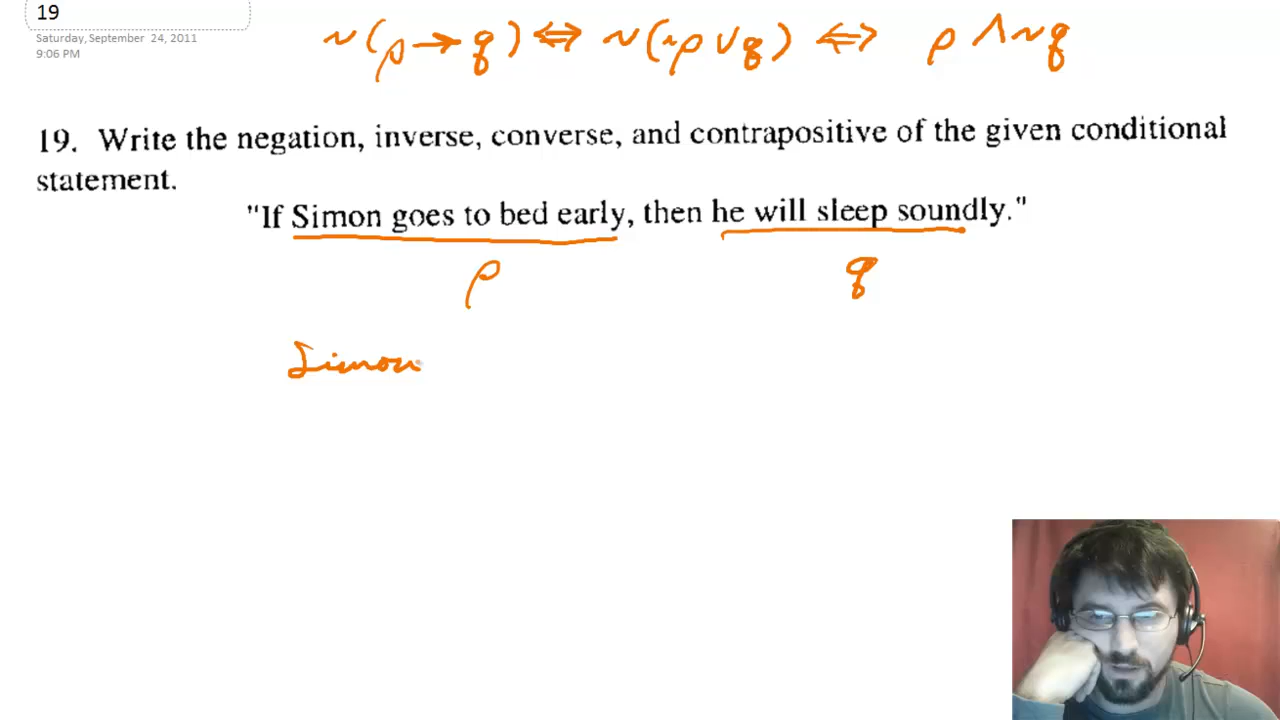 19
Saturday, September 24, 2011
9:06 PM
~(p → q) ⇔ ~(~p ∨ q) ⇔ p ∧ ~q
19. Write the negation, inverse, converse, and contrapositive of the given conditional
statement.
"If Simon goes to bed early, then he will sleep soundly."
p q
Simon